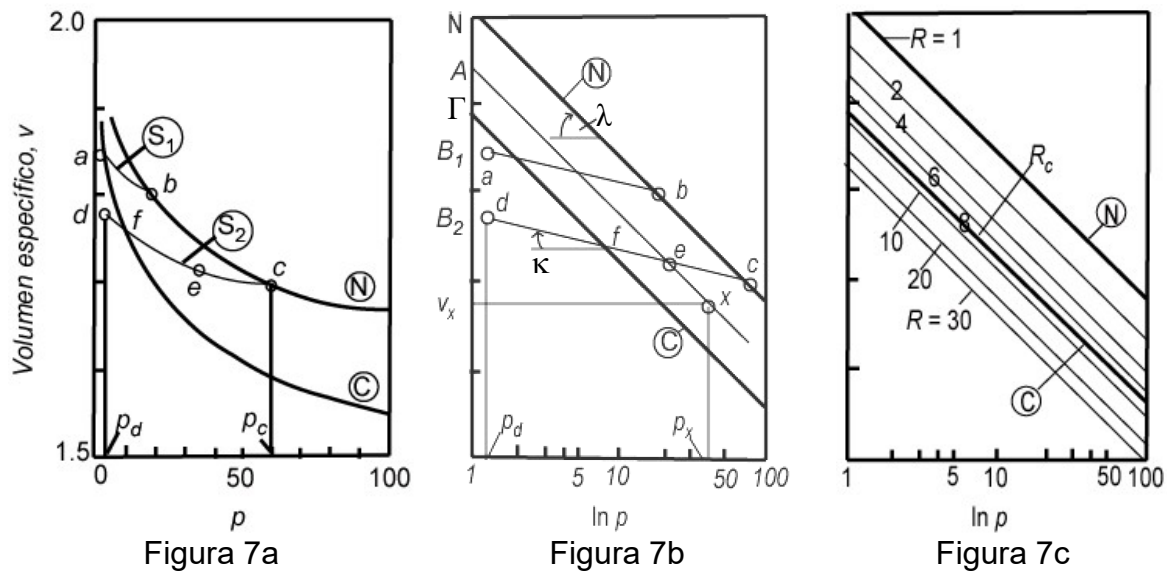 2.0
Volumen específico, v
1.5
a
S1
b
d
f
S2
e
c
N
C
pd
pc
0
50
100
p
Figura 7a
N
A
Γ
B1
a
B2
d
vx
N
λ
b
f
κ
e
c
x
C
pd
px
1
5
10
50
100
ln p
Figura 7b
R = 1
2
4
6
Rc
8
N
10
20
R = 30
C
1
5
10
50
100
ln p
Figura 7c